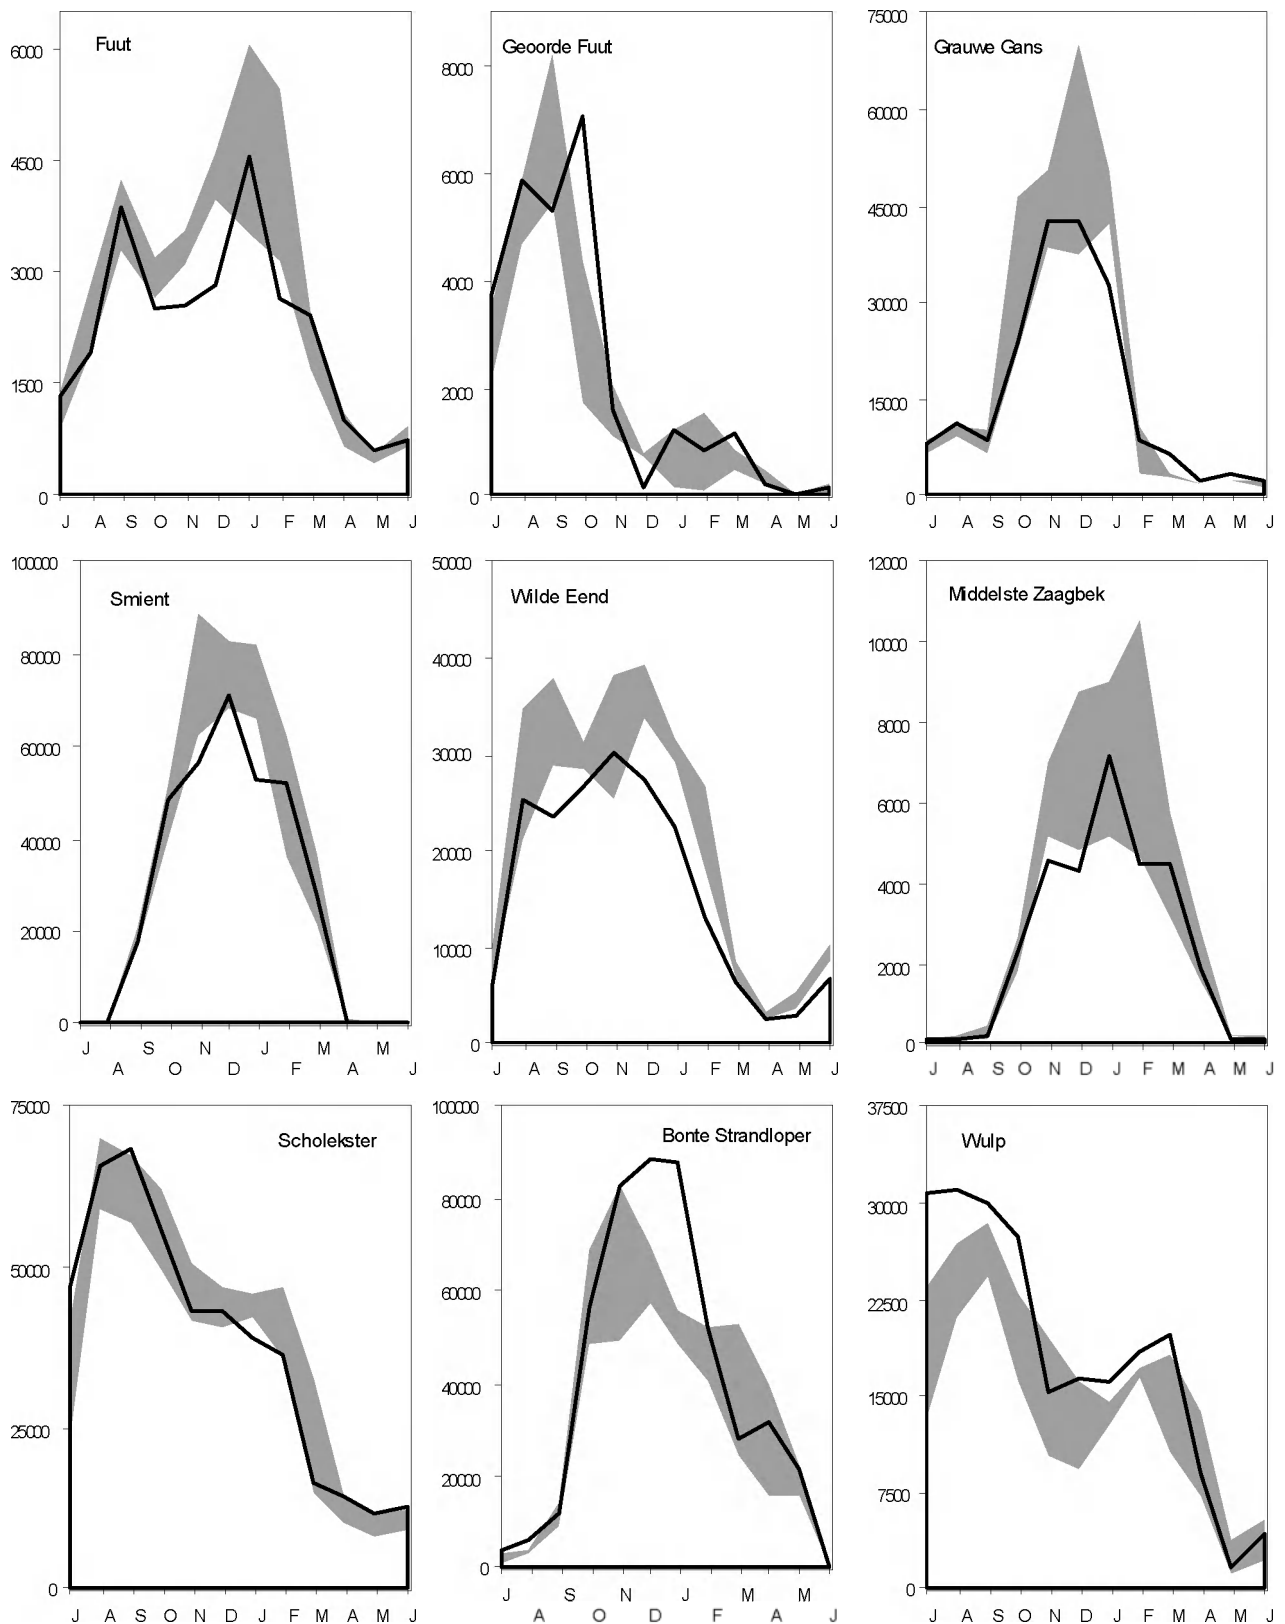 Fuut
6000
4500
3000
1500
0
J A S O N D J F M A M J
Geoorde Fuut
8000
6000
4000
2000
0
J A S O N D J F M A M J
Grauwe Gans
75000
60000
45000
30000
15000
0
J A S O N D J F M A M J
Smient
100000
80000
60000
40000
20000
0
J A S O N D J F M A M J
Wilde Eend
50000
40000
30000
20000
10000
0
J A S O N D J F M A M J
Middelste Zaagbek
12000
10000
8000
6000
4000
2000
0
J A S O N D J F M A M J
Scholekster
75000
50000
25000
0
J A S O N D J F M A M J
Bonte Strandloper
100000
80000
60000
40000
20000
0
J A S O N D J F M A M J
Wulp
37500
30000
22500
15000
7500
0
J A S O N D J F M A M J